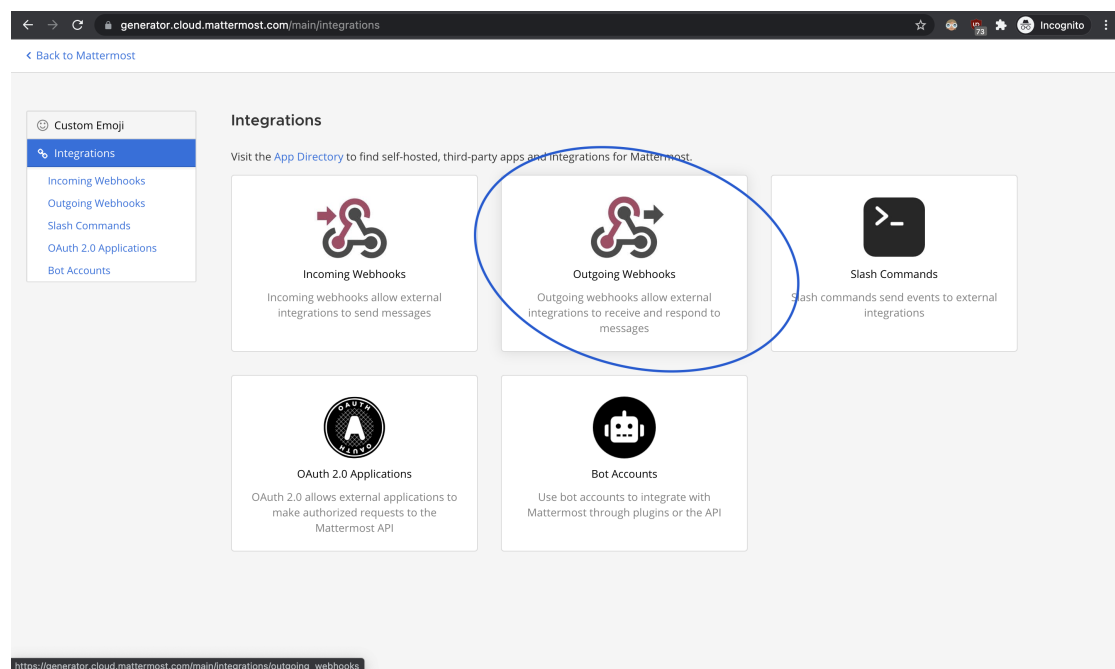 generator.cloud.mattermost.com/main/integrations
73
Incognito
Back to Mattermost
Custom Emoji
Integrations
Incoming Webhooks
Outgoing Webhooks
Slash Commands
OAuth 2.0 Applications
Bot Accounts
Integrations
Visit the App Directory to find self-hosted, third-party apps and integrations for Mattermost.
Incoming Webhooks
Incoming webhooks allow external
integrations to send messages
Outgoing Webhooks
Outgoing webhooks allow external
integrations to receive and respond to
messages
>_
Slash Commands
Slash commands send events to external
integrations
OAUTH
A
OAUTH
OAuth 2.0 Applications
OAuth 2.0 allows external applications to
make authorized requests to the
Mattermost API
Bot Accounts
Use bot accounts to integrate with
Mattermost through plugins or the API
https://generator.cloud.mattermost.com/main/integrations/outgoing_webhooks